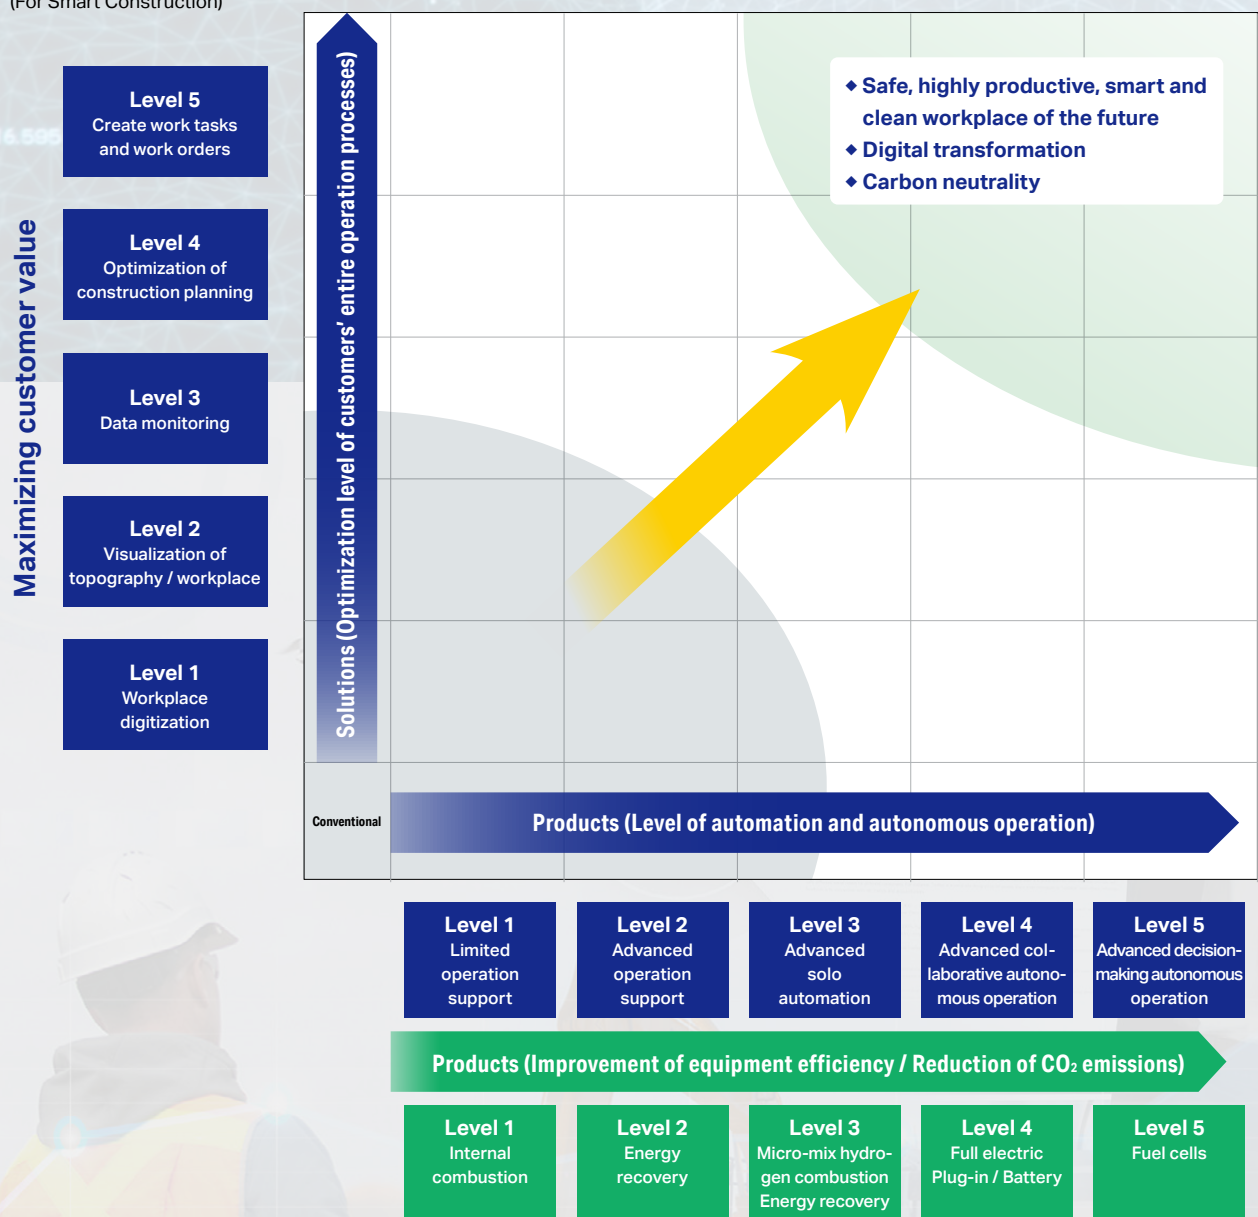 (For Smart Construction)
Maximizing customer value
Level 5
Create work tasks
and work orders
Level 4
Optimization of
construction planning
Level 3
Data monitoring
Level 2
Visualization of
topography / workplace
Level 1
Workplace
digitization
Solutions (Optimization level of customers' entire operation processes)
◆ Safe, highly productive, smart and
clean workplace of the future
◆ Digital transformation
◆ Carbon neutrality
Conventional
Products (Level of automation and autonomous operation)
Level 1
Limited
operation
support
Level 2
Advanced
operation
support
Level 3
Advanced
solo
automation
Level 4
Advanced col-
laborative autono-
mous operation
Level 5
Advanced decision-
making autonomous
operation
Products (Improvement of equipment efficiency / Reduction of CO₂ emissions)
Level 1
Internal
combustion
Level 2
Energy
recovery
Level 3
Micro-mix hydro-
gen combustion
Energy recovery
Level 4
Full electric
Plug-in / Battery
Level 5
Fuel cells